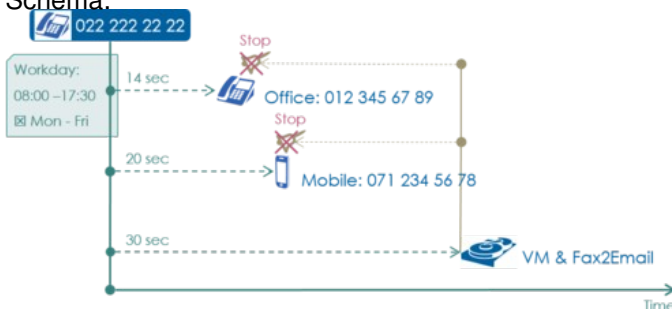 Schema:
022 222 22 22
Stop
Workday:
08:00 –17:30
☒ Mon - Fri
14 sec
Office: 012 345 67 89
Stop
20 sec
Mobile: 071 234 56 78
30 sec
VM & Fax2Email
Time